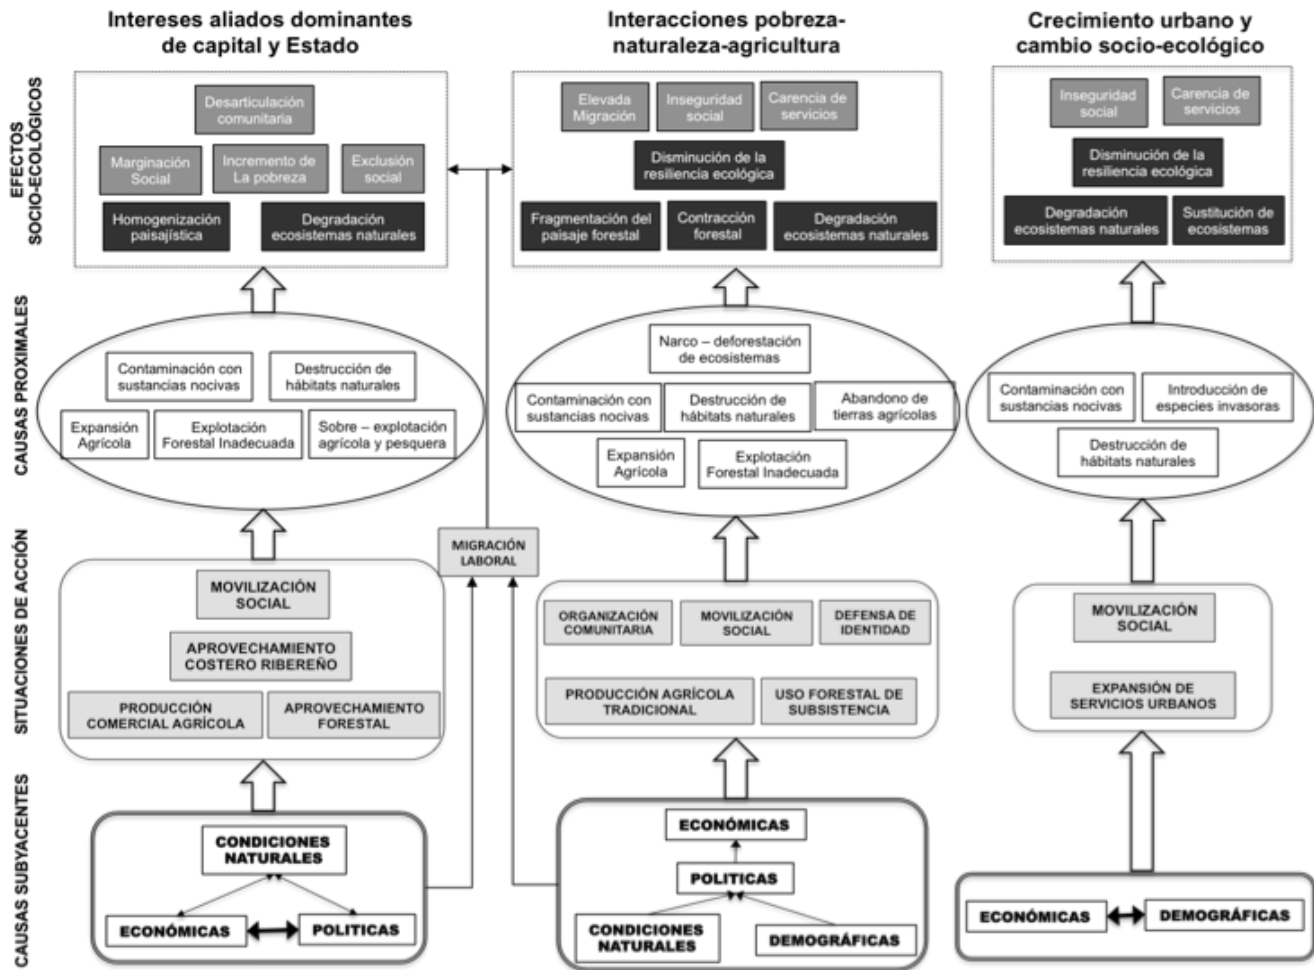 Intereses aliados dominantes
de capital y Estado
Interacciones pobreza-
naturaleza-agricultura
Crecimiento urbano y
cambio socio-ecológico
EFECTOS
SOCIO-ECOLÓGICOS
Desarticulación
comunitaria
Marginación
Social
Incremento de
La pobreza
Exclusión
social
Homogenización
paisajística
Degradación
ecosistemas naturales
Elevada
Migración
Inseguridad
social
Carencia de
servicios
Disminución de la
resiliencia ecológica
Fragmentación del
paisaje forestal
Contracción
forestal
Degradación
ecosistemas naturales
Inseguridad
social
Carencia de
servicios
Disminución de la
resiliencia ecológica
Degradación
ecosistemas naturales
Sustitución de
ecosistemas
CAUSAS PROXIMALES
Contaminación con
sustancias nocivas
Destrucción de
hábitats naturales
Expansión
Agrícola
Explotación
Forestal Inadecuada
Sobre – explotación
agrícola y pesquera
Narco – deforestación
de ecosistemas
Contaminación con
sustancias nocivas
Destrucción de
hábitats naturales
Abandono de
tierras agrícolas
Expansión
Agrícola
Explotación
Forestal Inadecuada
Contaminación con
sustancias nocivas
Introducción de
especies invasoras
Destrucción de
hábitats naturales
SITUACIONES DE ACCIÓN
MIGRACIÓN
LABORAL
MOVILIZACIÓN
SOCIAL
APROVECHAMIENTO
COSTERO RIBEREÑO
PRODUCCIÓN
COMERCIAL AGRÍCOLA
APROVECHAMIENTO
FORESTAL
ORGANIZACIÓN
COMUNITARIA
MOVILIZACIÓN
SOCIAL
DEFENSA DE
IDENTIDAD
PRODUCCIÓN AGRÍCOLA
TRADICIONAL
USO FORESTAL DE
SUBSISTENCIA
MOVILIZACIÓN
SOCIAL
EXPANSIÓN DE
SERVICIOS URBANOS
CAUSAS SUBYACENTES
CONDICIONES
NATURALES
ECONÓMICAS
POLITICAS
ECONÓMICAS
POLITICAS
CONDICIONES
NATURALES
DEMOGRÁFICAS
ECONÓMICAS
DEMOGRÁFICAS